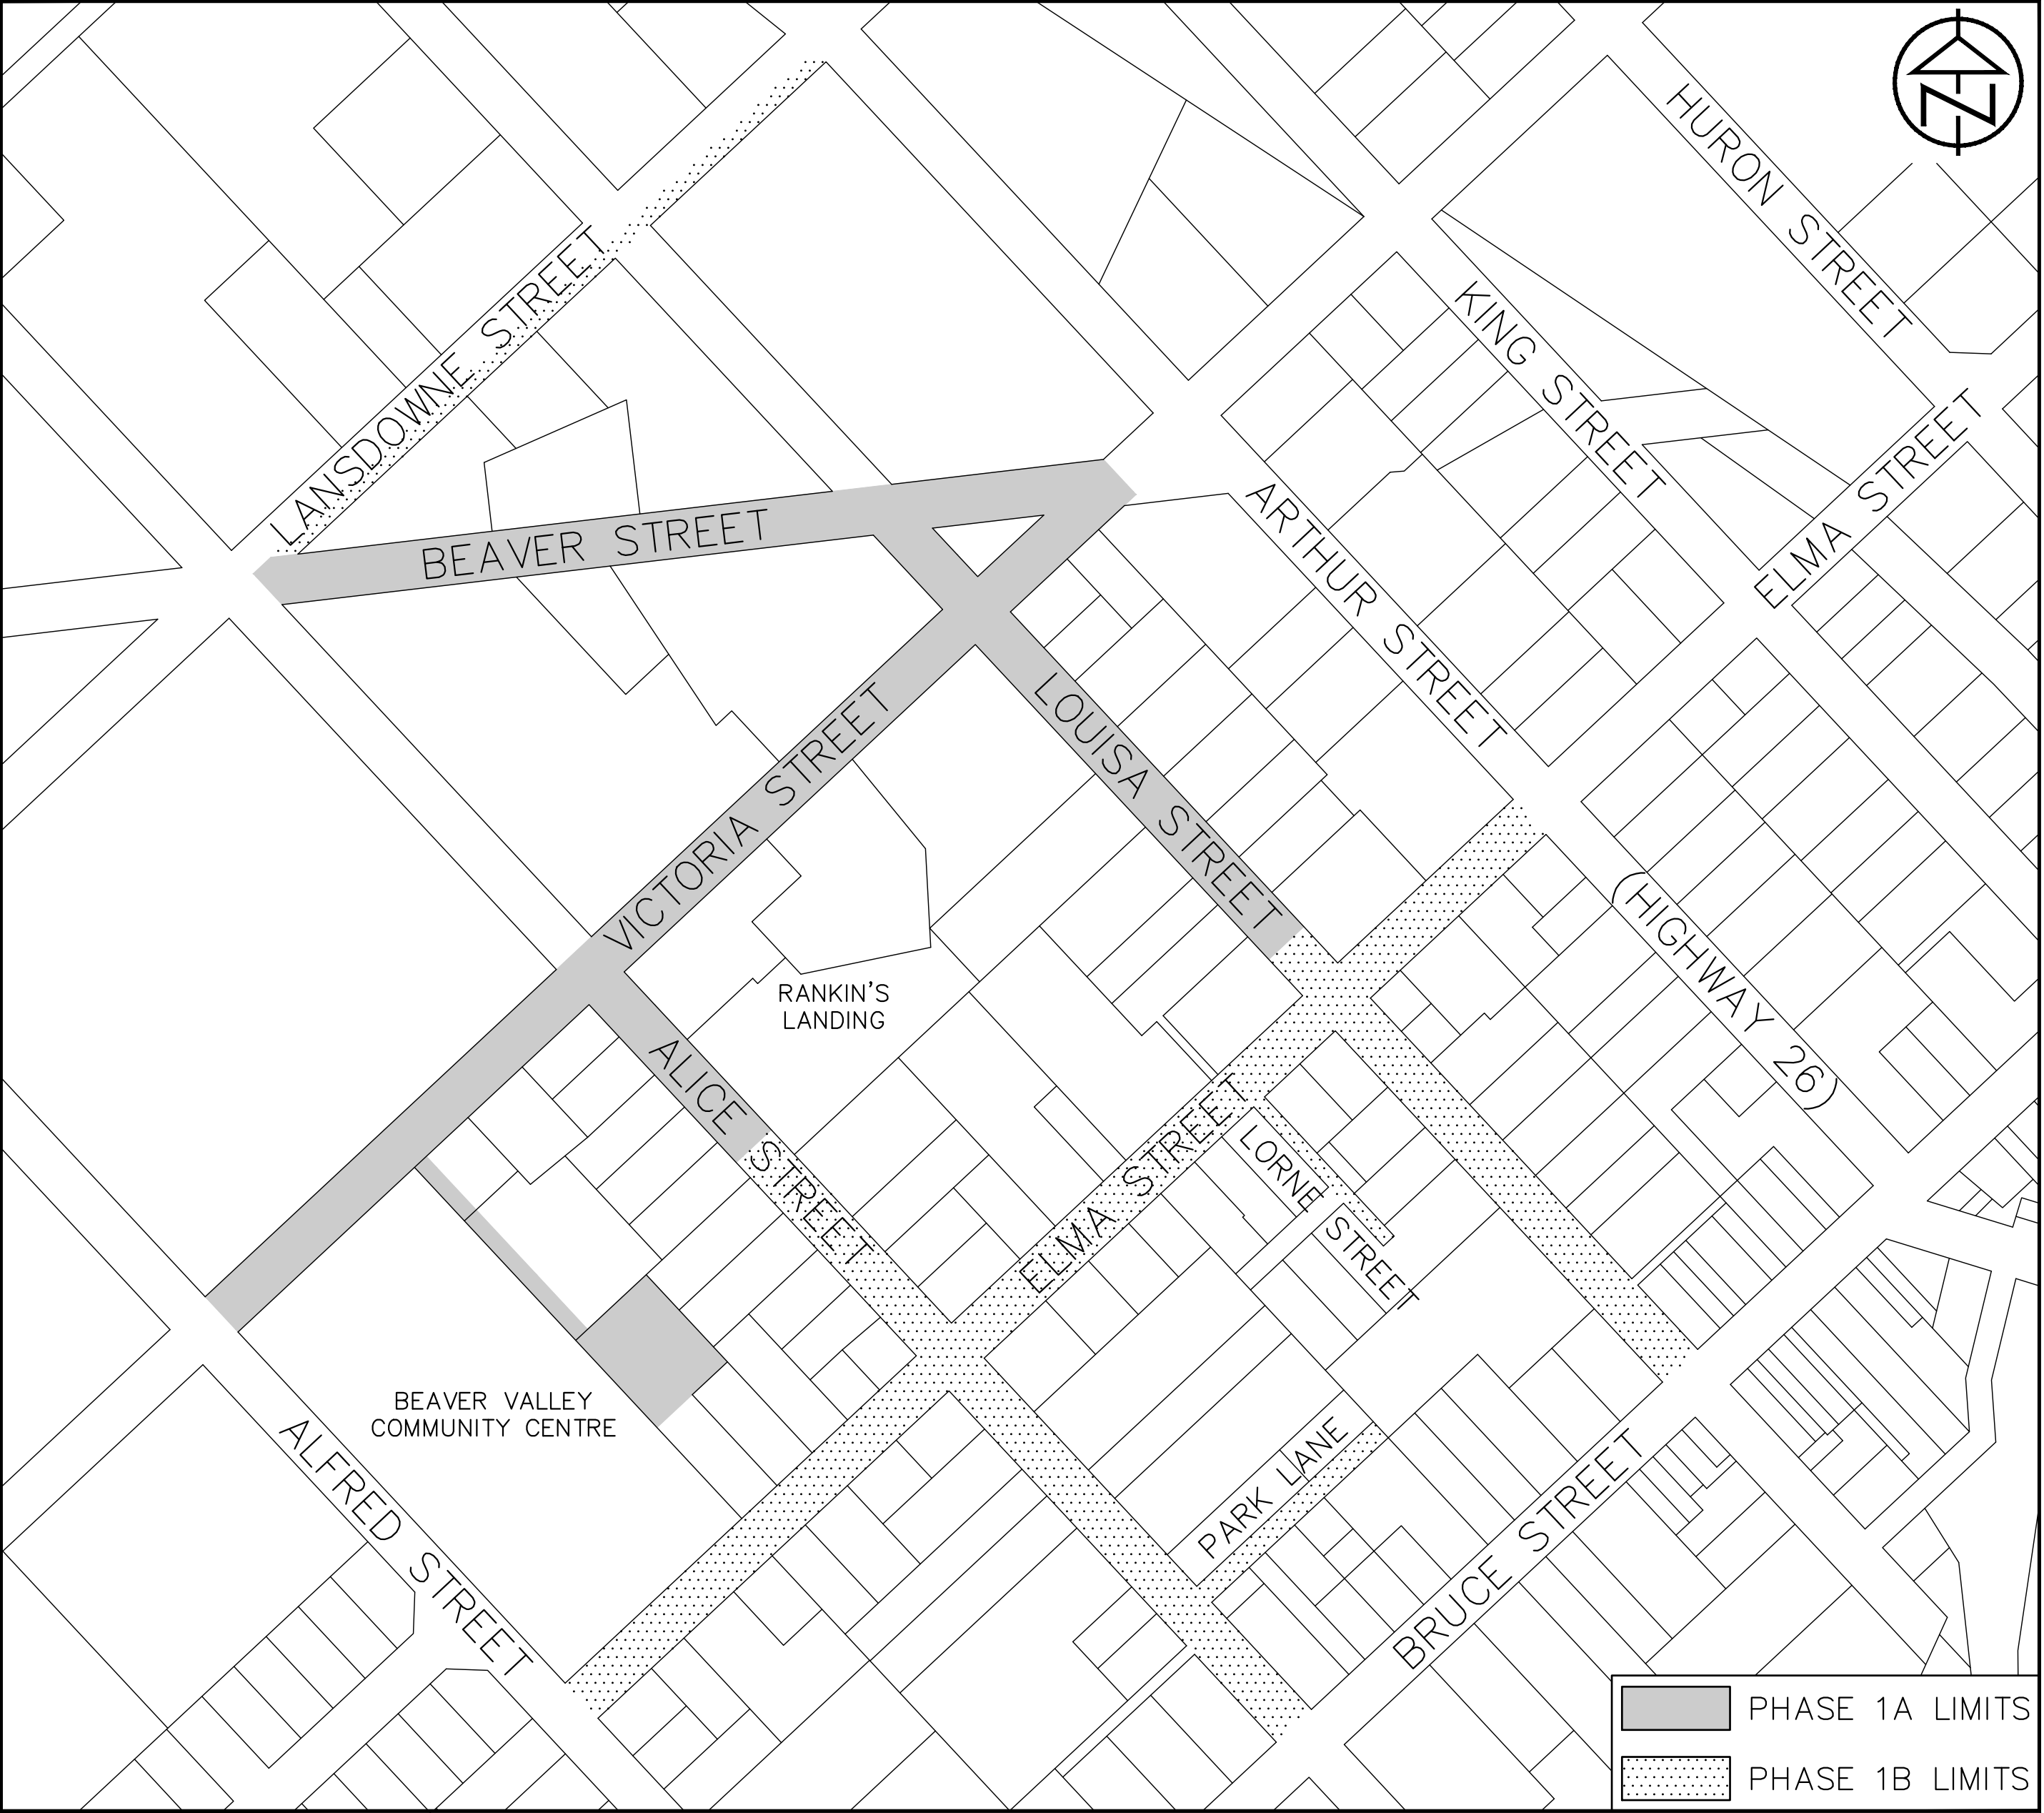 N
HURON STREET
LANSDOWNE STREET
KING STREET
ELMA STREET
BEAVER STREET
ARTHUR STREET
LOUISA STREET
VICTORIA STREET
(HIGHWAY 26)
RANKIN'S
LANDING
ALICE STREET
ELMA STREET
LORNE STREET
BEAVER VALLEY
COMMUNITY CENTRE
ALFRED STREET
PARK LANE
BRUCE STREET
PHASE 1A LIMITS
PHASE 1B LIMITS